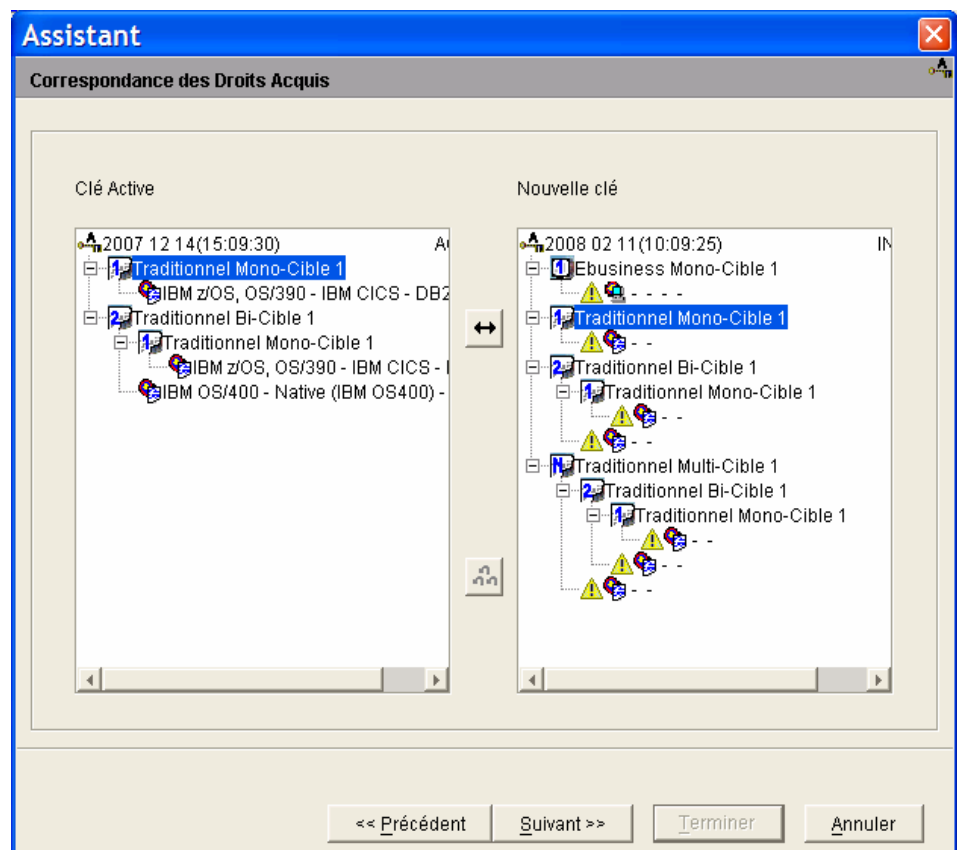 Assistant
Correspondance des Droits Acquis
Clé Active
Nouvelle clé
2007 12 14(15:09:30) A
Traditionnel Mono-Cible 1
IBM z/OS, OS/390 - IBM CICS - DB2
Traditionnel Bi-Cible 1
Traditionnel Mono-Cible 1
IBM z/OS, OS/390 - IBM CICS -
IBM OS/400 - Native (IBM OS400) -
2008 02 11(10:09:25) IN
Ebusiness Mono-Cible 1
- - - -
Traditionnel Mono-Cible 1
- -
Traditionnel Bi-Cible 1
Traditionnel Mono-Cible 1
- -
- -
Traditionnel Multi-Cible 1
Traditionnel Bi-Cible 1
Traditionnel Mono-Cible 1
- -
- -
- -
<< Précédent
Suivant >>
Terminer
Annuler